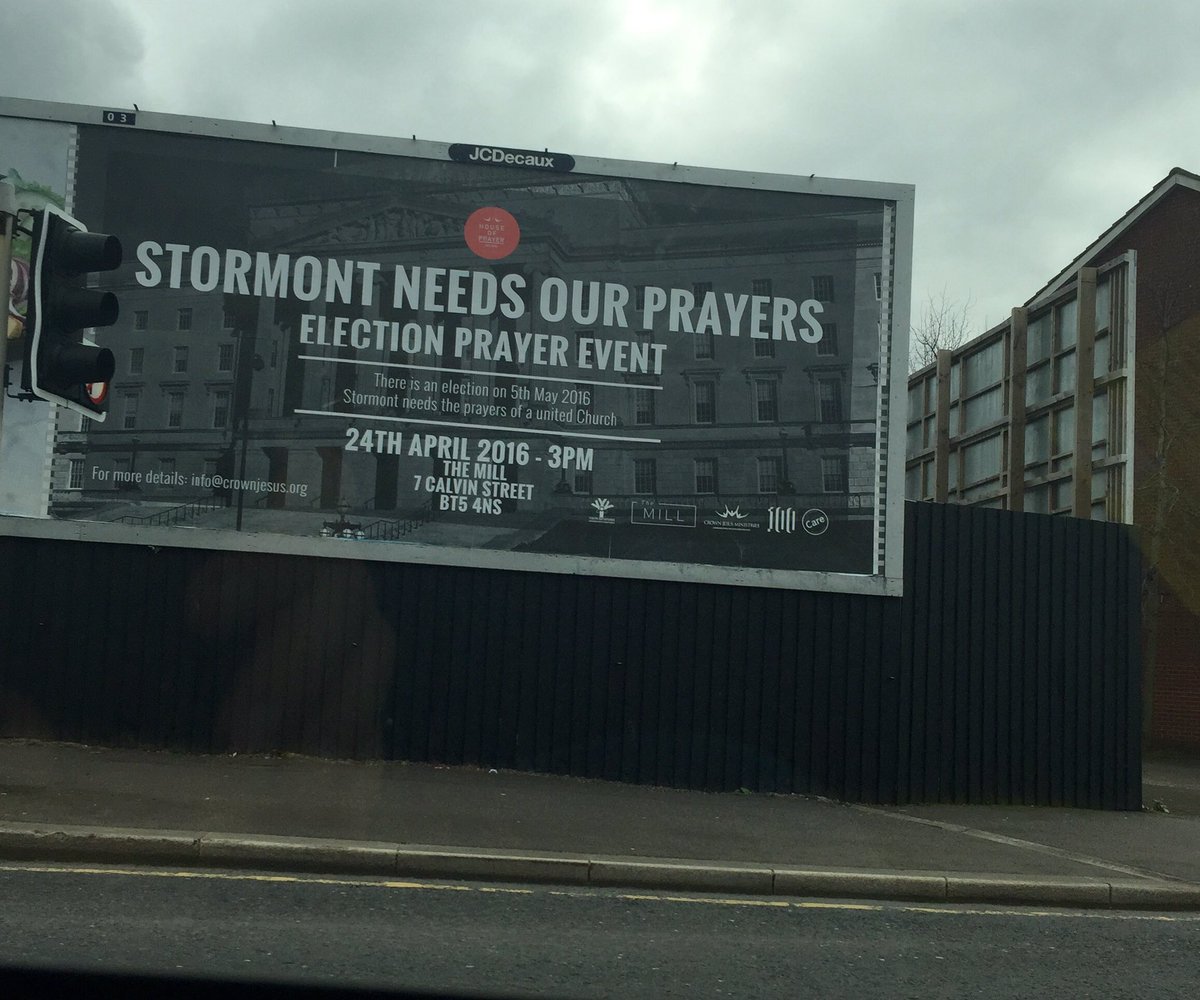 03
JCDecaux
HOUSE
OF
PRAYER
STORMONT NEEDS OUR PRAYERS
ELECTION PRAYER EVENT
There is an election on 5th May 2016
Stormont needs the prayers of a united Church
24TH APRIL 2016 - 3PM
THE MILL
7 CALVIN STREET
BT5 4NS
For more details: info@crownjesus.org
THE
MILL
CROWN JESUS MINISTRIES
Care